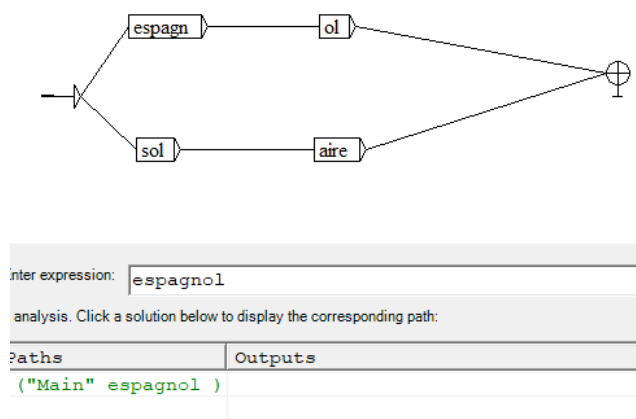 espagn ol
sol aire
nter expression: espagnol
analysis. Click a solution below to display the corresponding path:
Paths Outputs
("Main" espagnol )